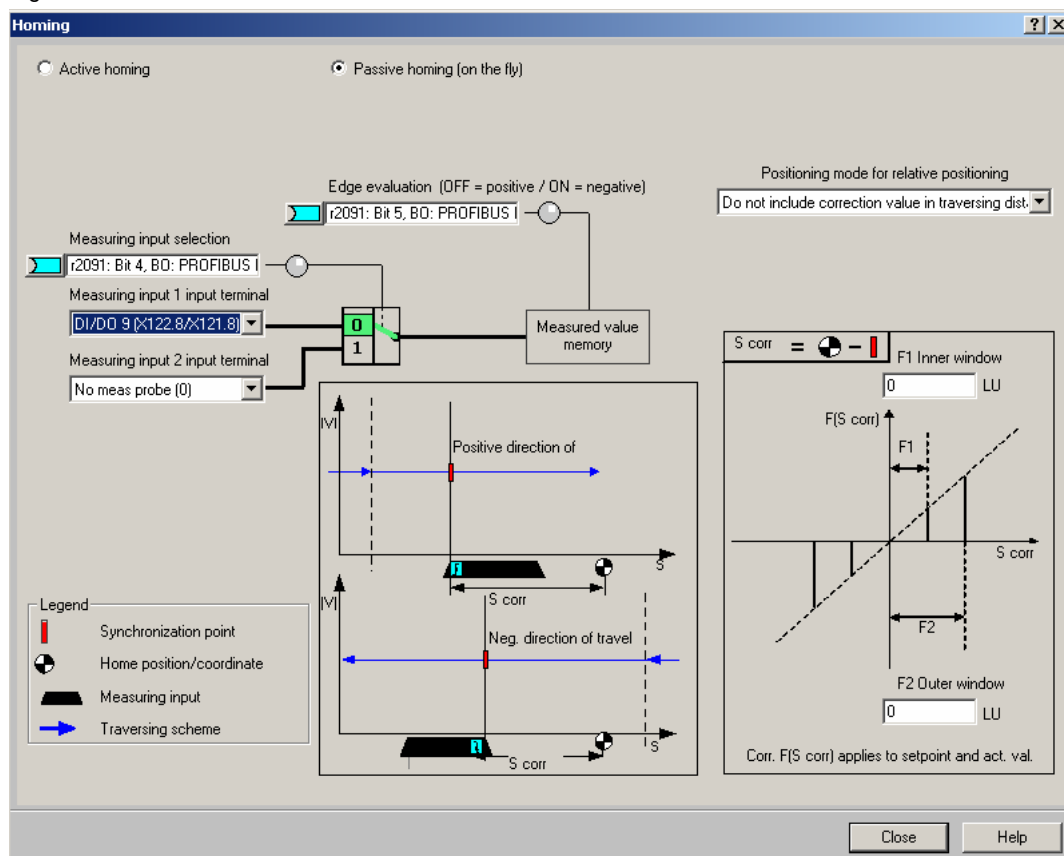 Homing
Active homing
Passive homing (on the fly)
Edge evaluation (OFF = positive / ON = negative)
r2091: Bit 5, BO: PROFIBUS
Positioning mode for relative positioning
Do not include correction value in traversing dist.
Measuring input selection
r2091: Bit 4, BO: PROFIBUS
Measuring input 1 input terminal
DI/DO 9 (X122.8/X121.8)
0
1
Measured value
memory
Measuring input 2 input terminal
No meas probe (0)
|V|
Positive direction of
S
S corr
|V|
Neg. direction of travel
S
S corr
Legend
Synchronization point
Home position/coordinate
Measuring input
Traversing scheme
S corr = -
F1 Inner window
0 LU
F(S corr)
F1
S corr
F2
F2 Outer window
0 LU
Corr. F(S corr) applies to setpoint and act. val.
Close
Help